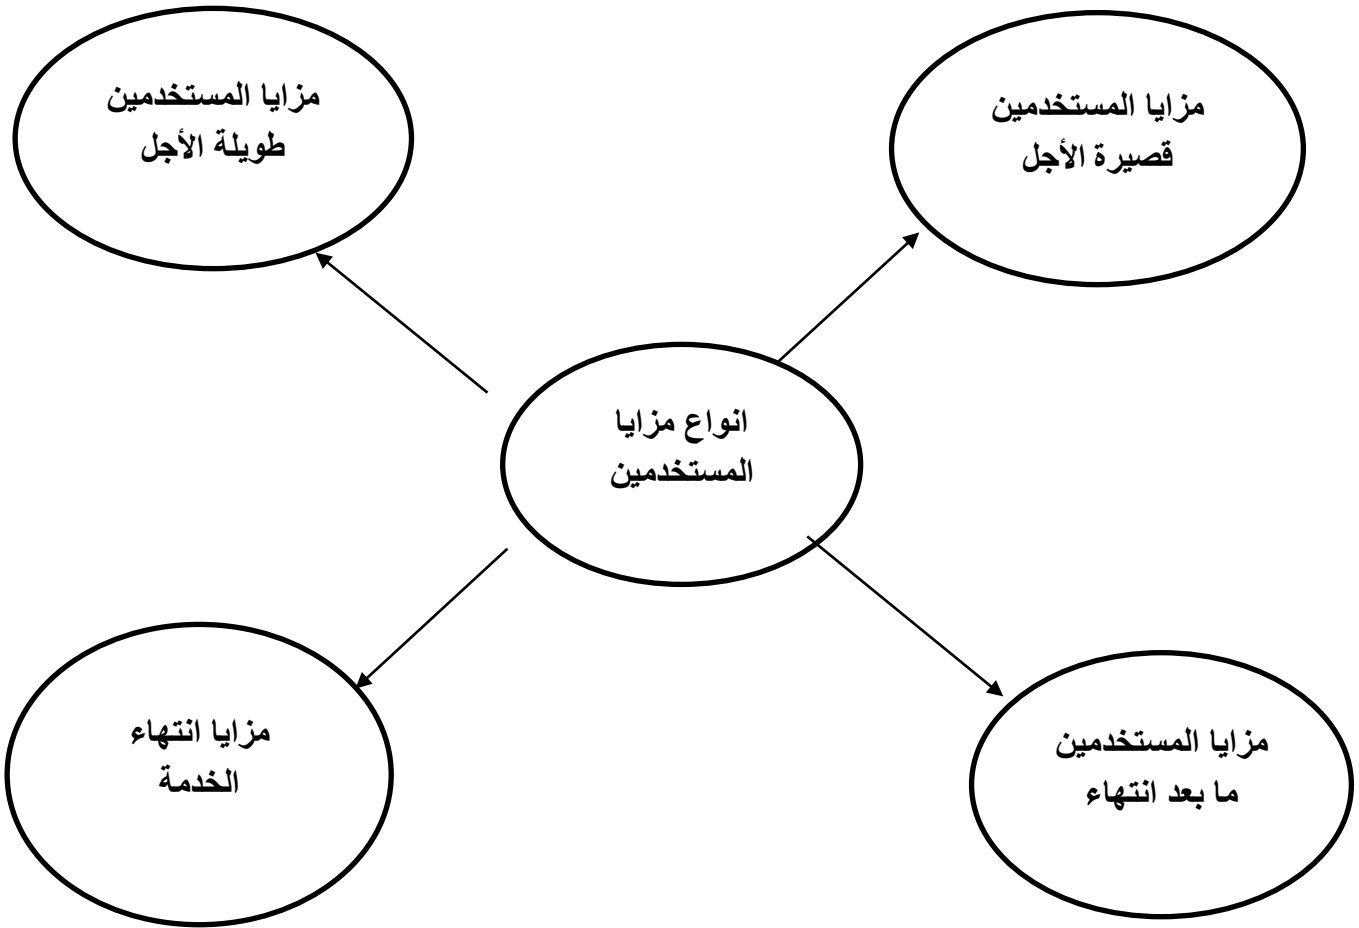 مزايا المستخدمين
قصيرة الأجل
مزايا المستخدمين
طويلة الأجل
انواع مزايا
المستخدمين
مزايا المستخدمين
ما بعد انتهاء
مزايا انتهاء
الخدمة